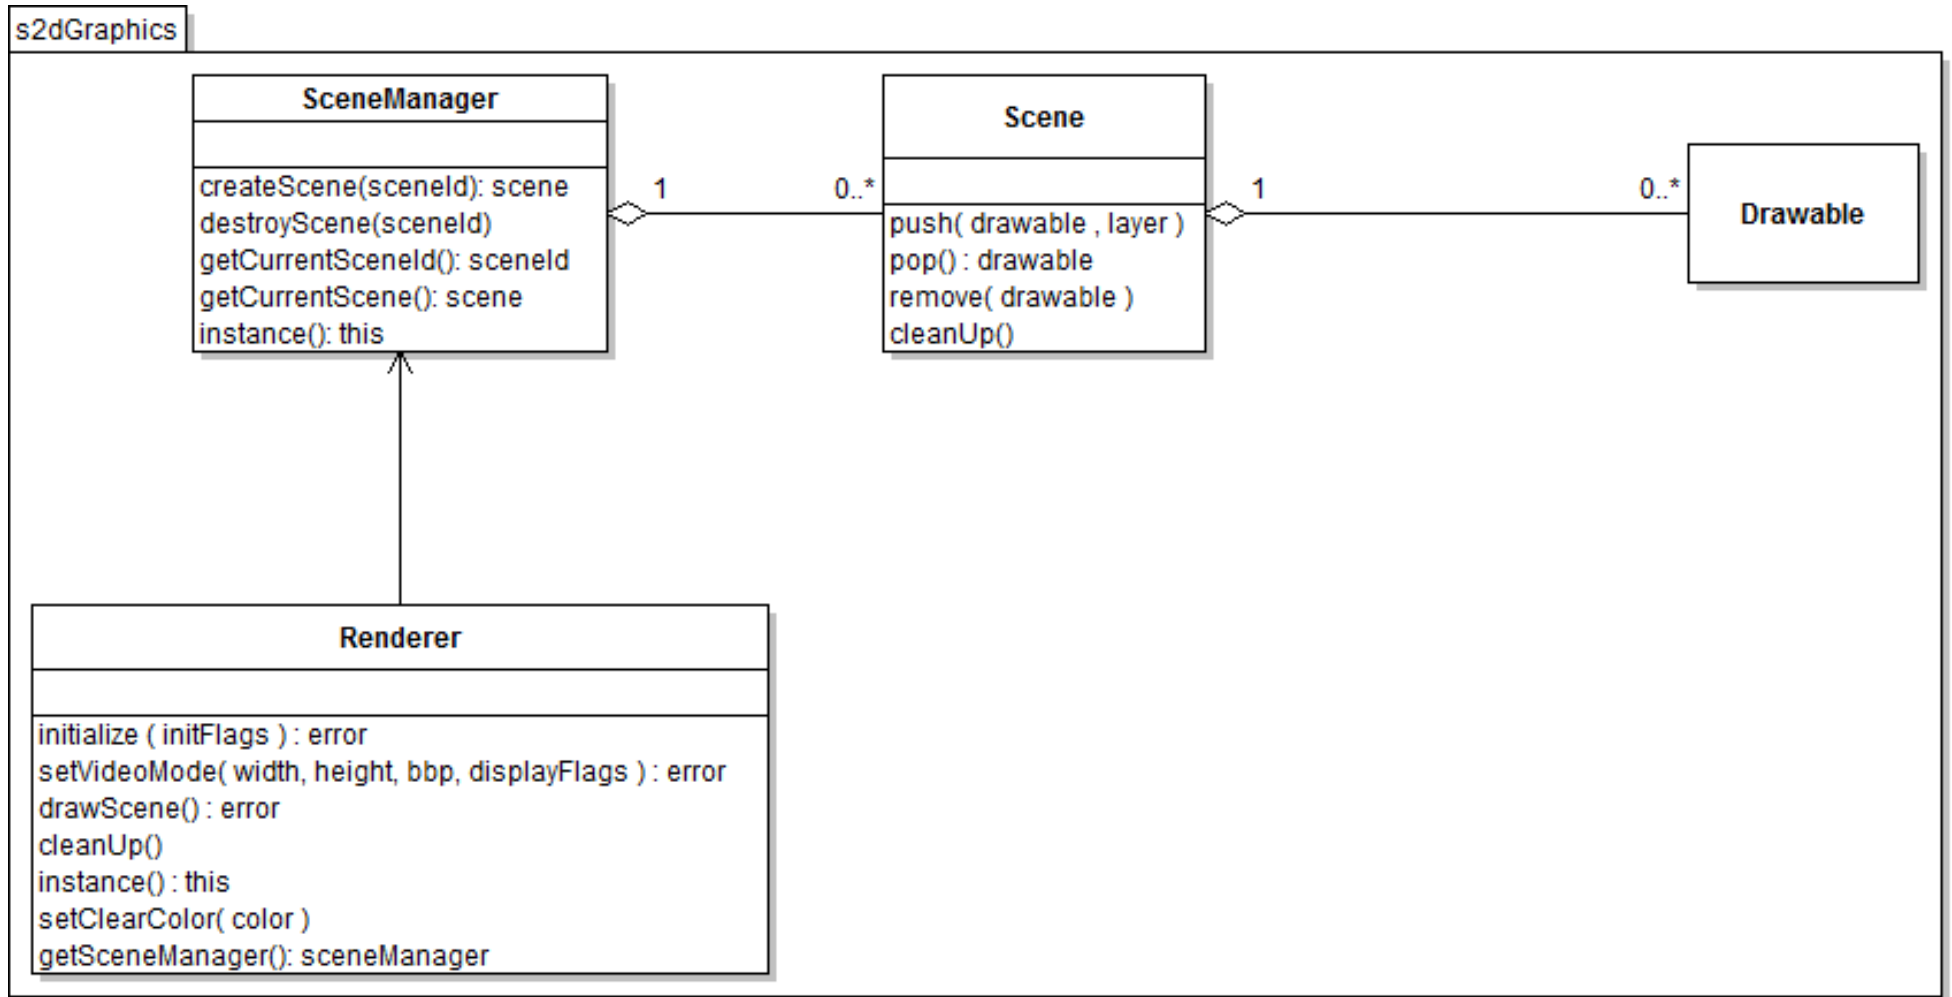 s2dGraphics
SceneManager
createScene(sceneId): scene
destroyScene(sceneId)
getCurrentSceneId(): sceneId
getCurrentScene(): scene
instance(): this
1
0..*
Scene
push( drawable , layer )
pop() : drawable
remove( drawable )
cleanUp()
1
0..*
Drawable
Renderer
initialize ( initFlags ) : error
setVideoMode( width, height, bbp, displayFlags ) : error
drawScene() : error
cleanUp()
instance() : this
setClearColor( color )
getSceneManager(): sceneManager